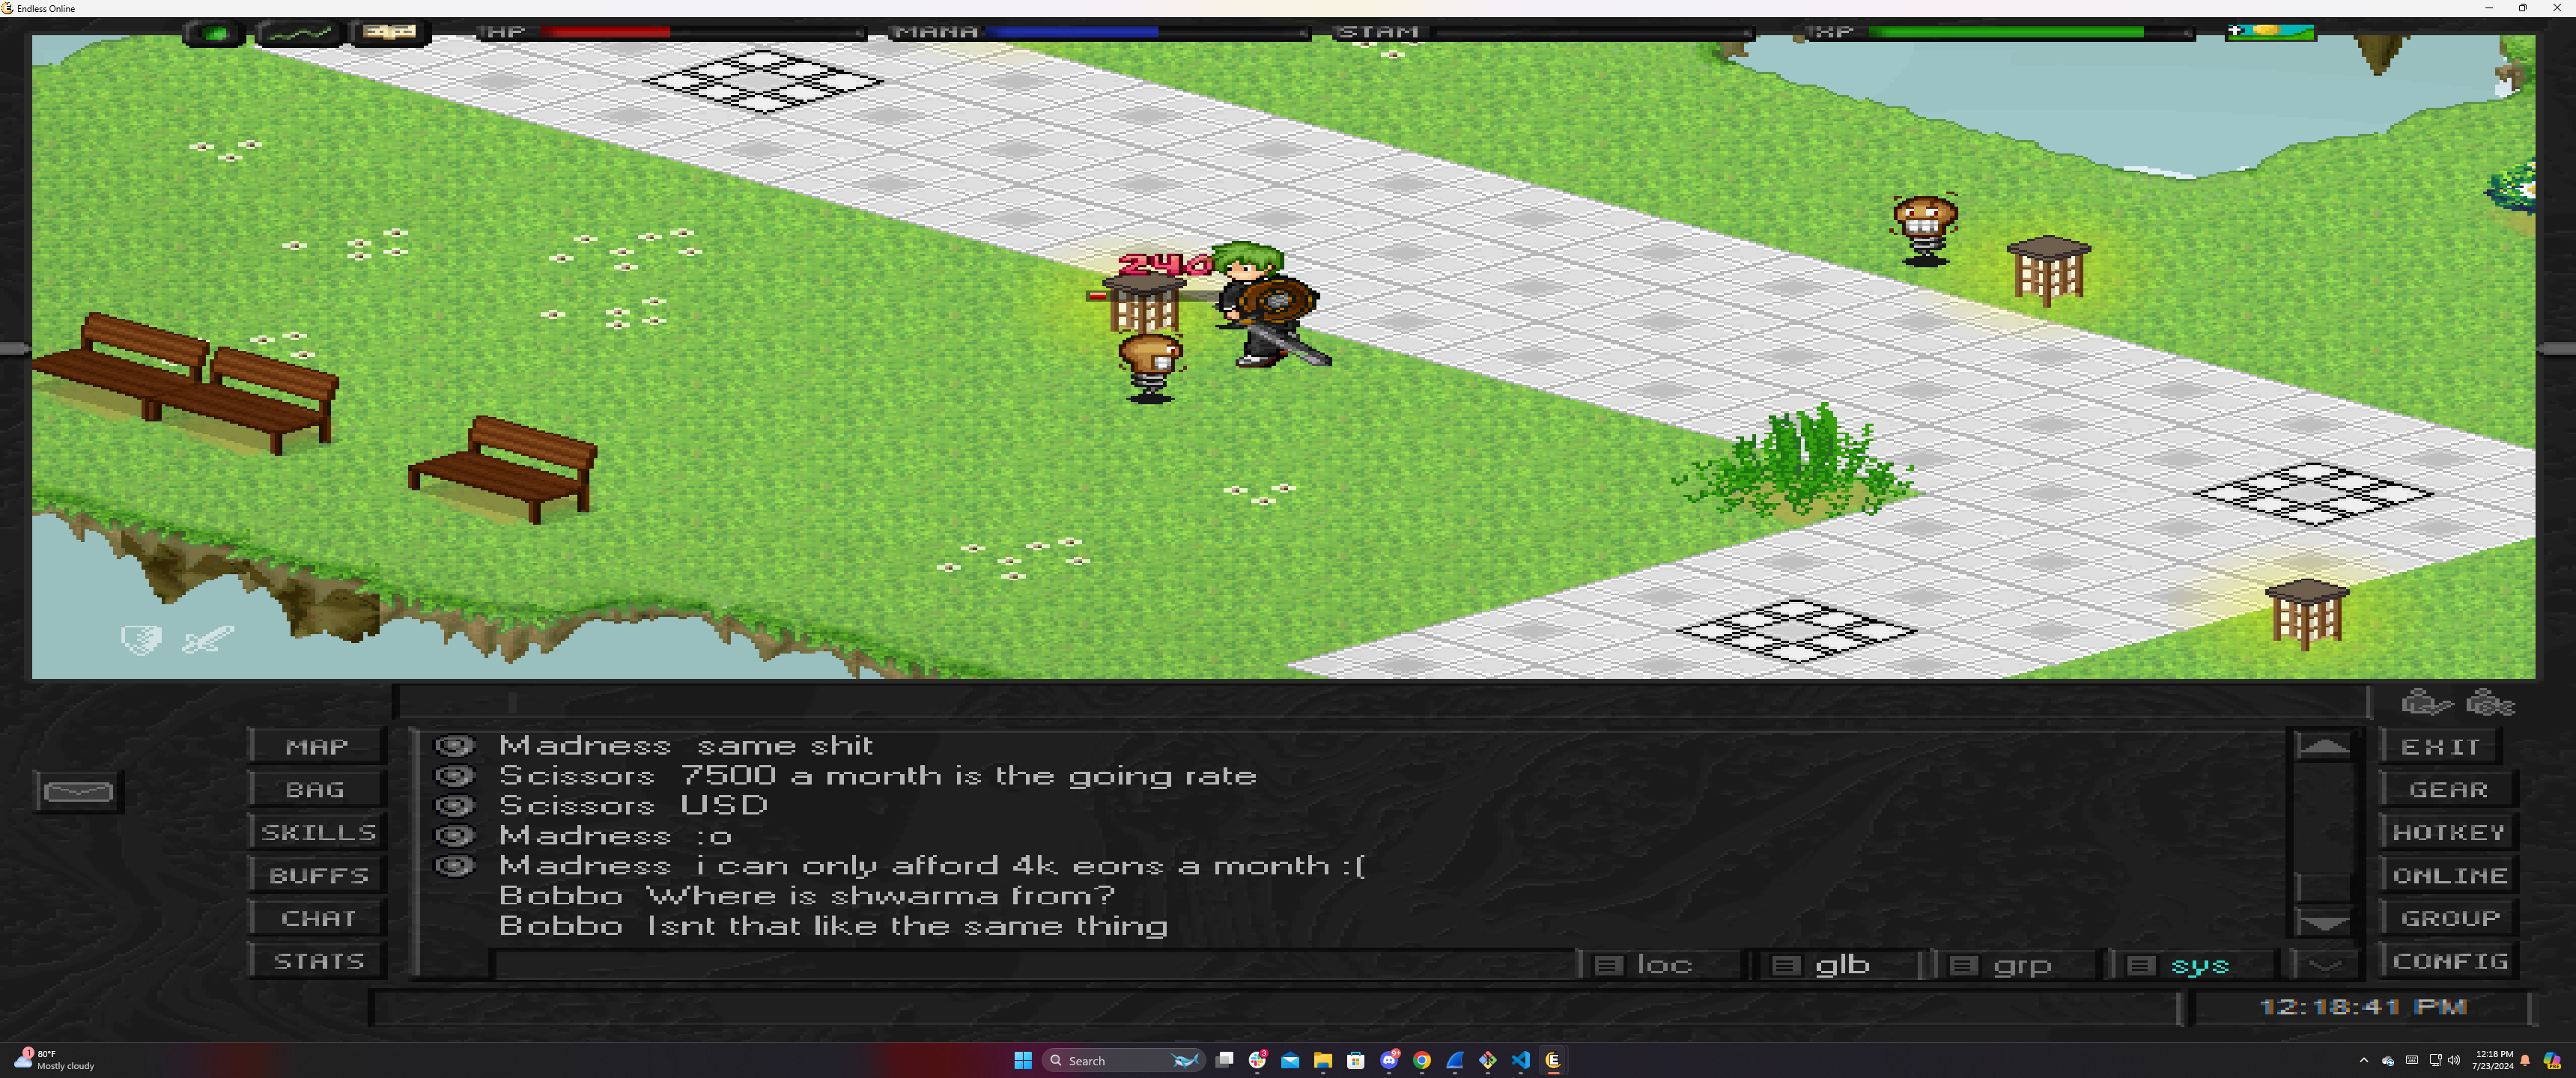 Endless Online
HP
MANA
STAM
XP
MAP
BAG
SKILLS
BUFFS
CHAT
STATS
Madness same shit
Scissors 7500 a month is the going rate
Scissors USD
Madness :o
Madness i can only afford 4k eons a month :(
Bobbo Where is shwarma from?
Bobbo Isnt that like the same thing
loc
glb
grp
sys
EXIT
GEAR
HOTKEY
ONLINE
GROUP
CONFIG
12:18:41 PM
1
80°F
Mostly cloudy
Search
3
9+
12:18 PM
7/23/2024